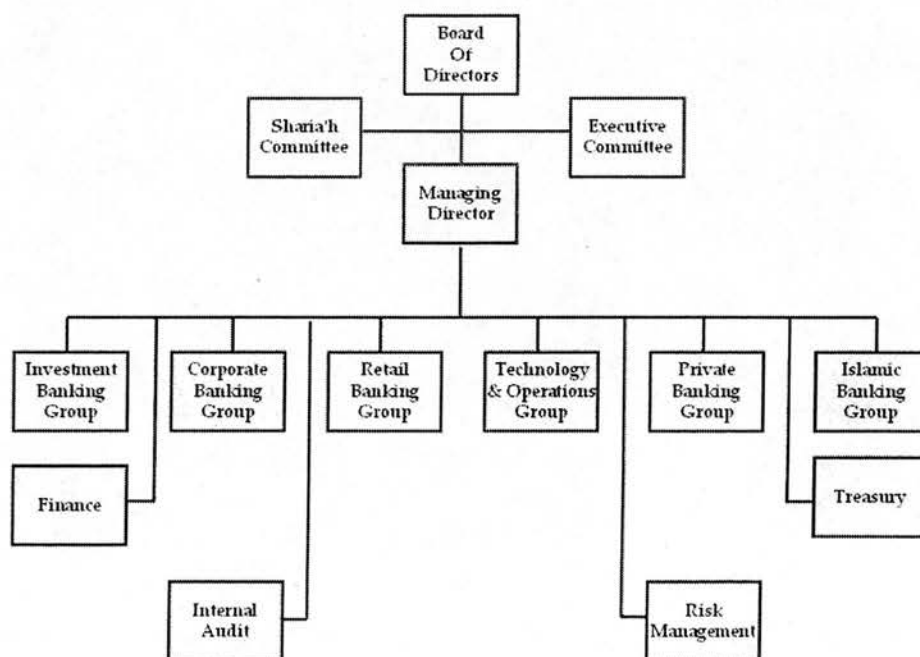 Board
Of
Directors
Sharia'h
Committee
Executive
Committee
Managing
Director
Investment
Banking
Group
Corporate
Banking
Group
Retail
Banking
Group
Technology
& Operations
Group
Private
Banking
Group
Islamic
Banking
Group
Finance
Treasury
Internal
Audit
Risk
Management